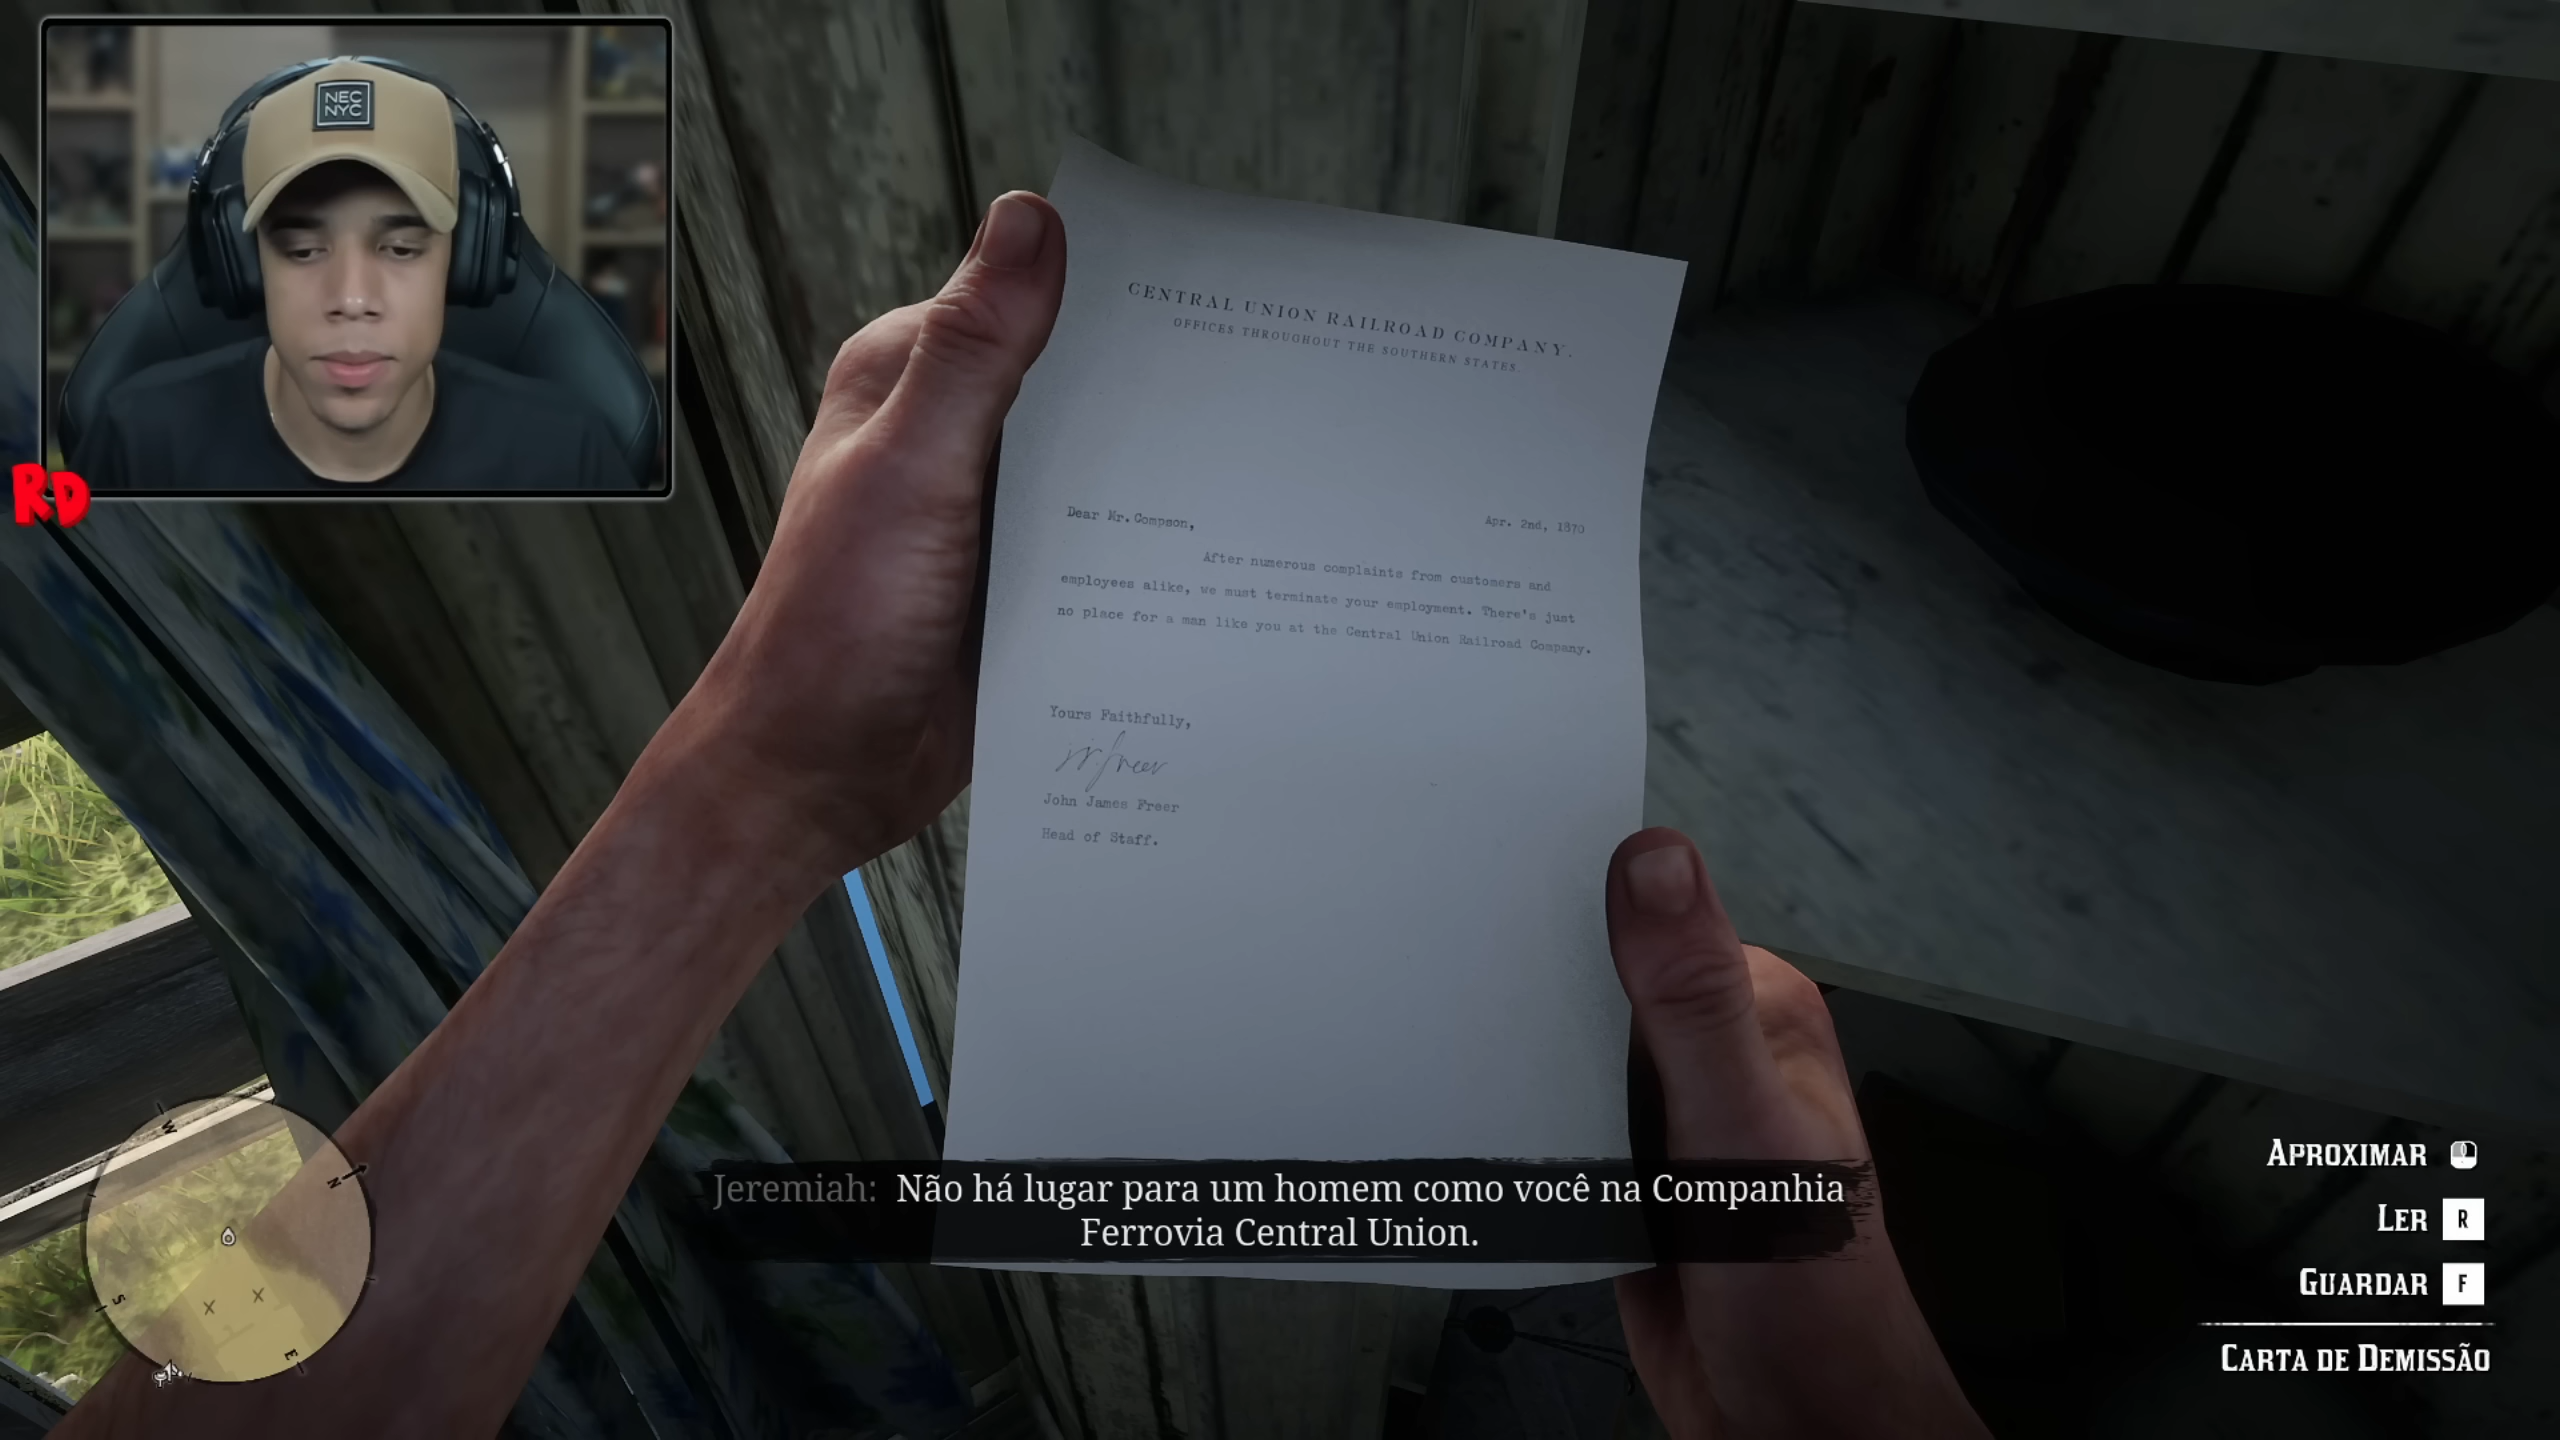 NEC
NYC
RD
CENTRAL UNION RAILROAD COMPANY.
OFFICES THROUGHOUT THE SOUTHERN STATES.
Apr. 2nd, 1870
Dear Mr. Compson,
After numerous complaints from customers and
employees alike, we must terminate your employment. There's just
no place for a man like you at the Central Union Railroad Company.
Yours Faithfully,
J.J. Freer
John James Freer
Head of Staff.
Jeremiah: Não há lugar para um homem como você na Companhia
Ferrovia Central Union.
APROXIMAR
LER R
GUARDAR F
CARTA DE DEMISSÃO
W
N
S
E